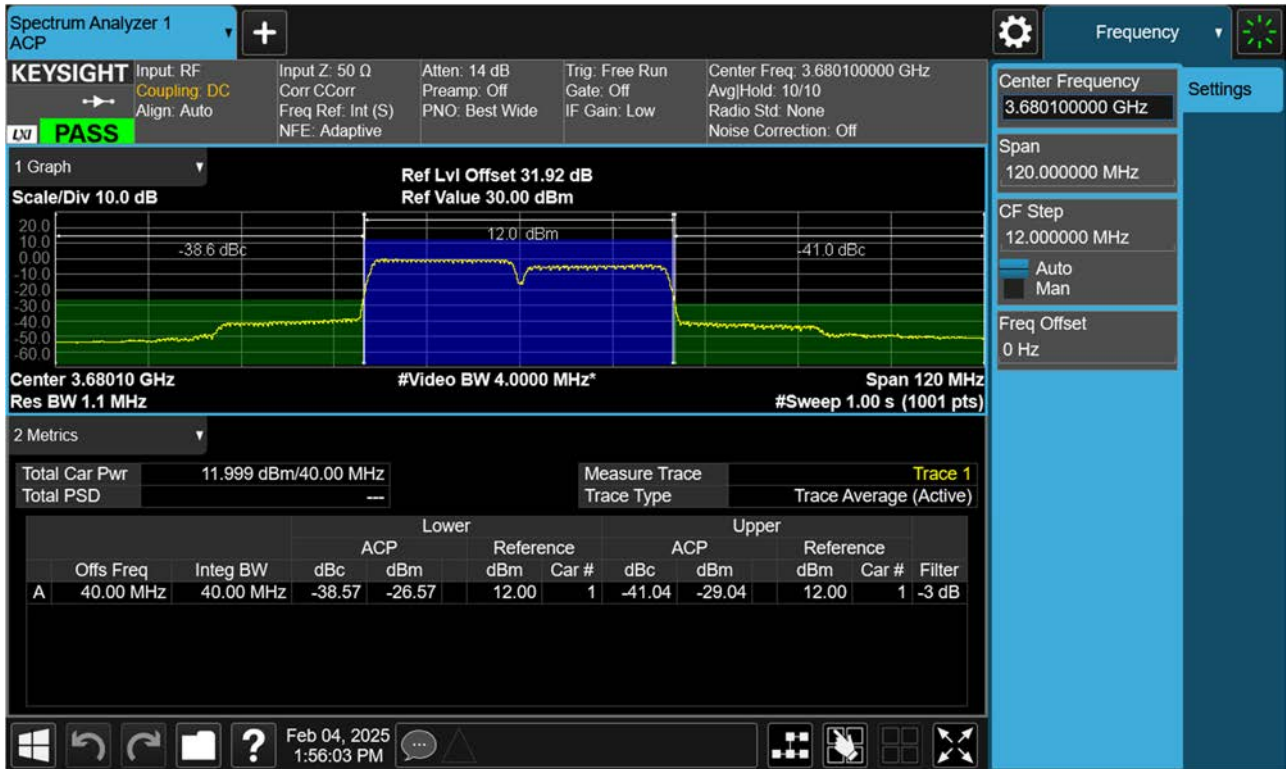 Spectrum Analyzer 1
ACP
+
Frequency
KEYSIGHT
LXI PASS
Input: RF
Coupling: DC
Align: Auto
Input Z: 50 Ω
Corr CCorr
Freq Ref: Int (S)
NFE: Adaptive
Atten: 14 dB
Preamp: Off
PNO: Best Wide
Trig: Free Run
Gate: Off
IF Gain: Low
Center Freq: 3.680100000 GHz
Avg|Hold: 10/10
Radio Std: None
Noise Correction: Off
Center Frequency
3.680100000 GHz
Settings
Span
120.000000 MHz
CF Step
12.000000 MHz
Auto
Man
Freq Offset
0 Hz
1 Graph
Scale/Div 10.0 dB
Ref Lvl Offset 31.92 dB
Ref Value 30.00 dBm
20.0
10.0
0.00
-10.0
-20.0
-30.0
-40.0
-50.0
-60.0
-38.6 dBc
12.0 dBm
-41.0 dBc
Center 3.68010 GHz #Video BW 4.0000 MHz* Span 120 MHz
Res BW 1.1 MHz #Sweep 1.00 s (1001 pts)
2 Metrics
Total Car Pwr 11.999 dBm/40.00 MHz Measure Trace Trace 1
Total PSD --- Trace Type Trace Average (Active)
Lower Upper
ACP Reference ACP Reference
Offs Freq Integ BW dBc dBm dBm Car # dBc dBm dBm Car # Filter
A 40.00 MHz 40.00 MHz -38.57 -26.57 12.00 1 -41.04 -29.04 12.00 1 -3 dB
?
Feb 04, 2025
1:56:03 PM